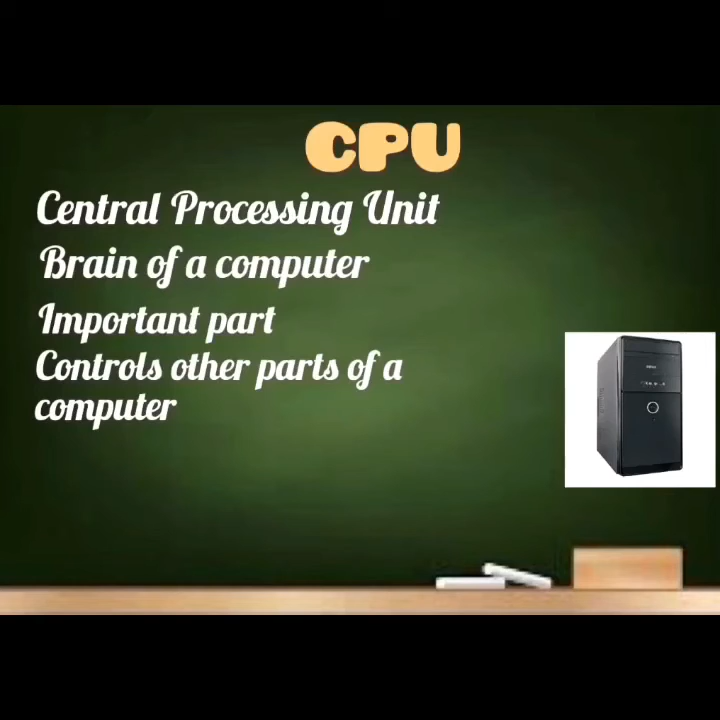 CPU
Central Processing Unit
Brain of a computer
Important part
Controls other parts of a
computer